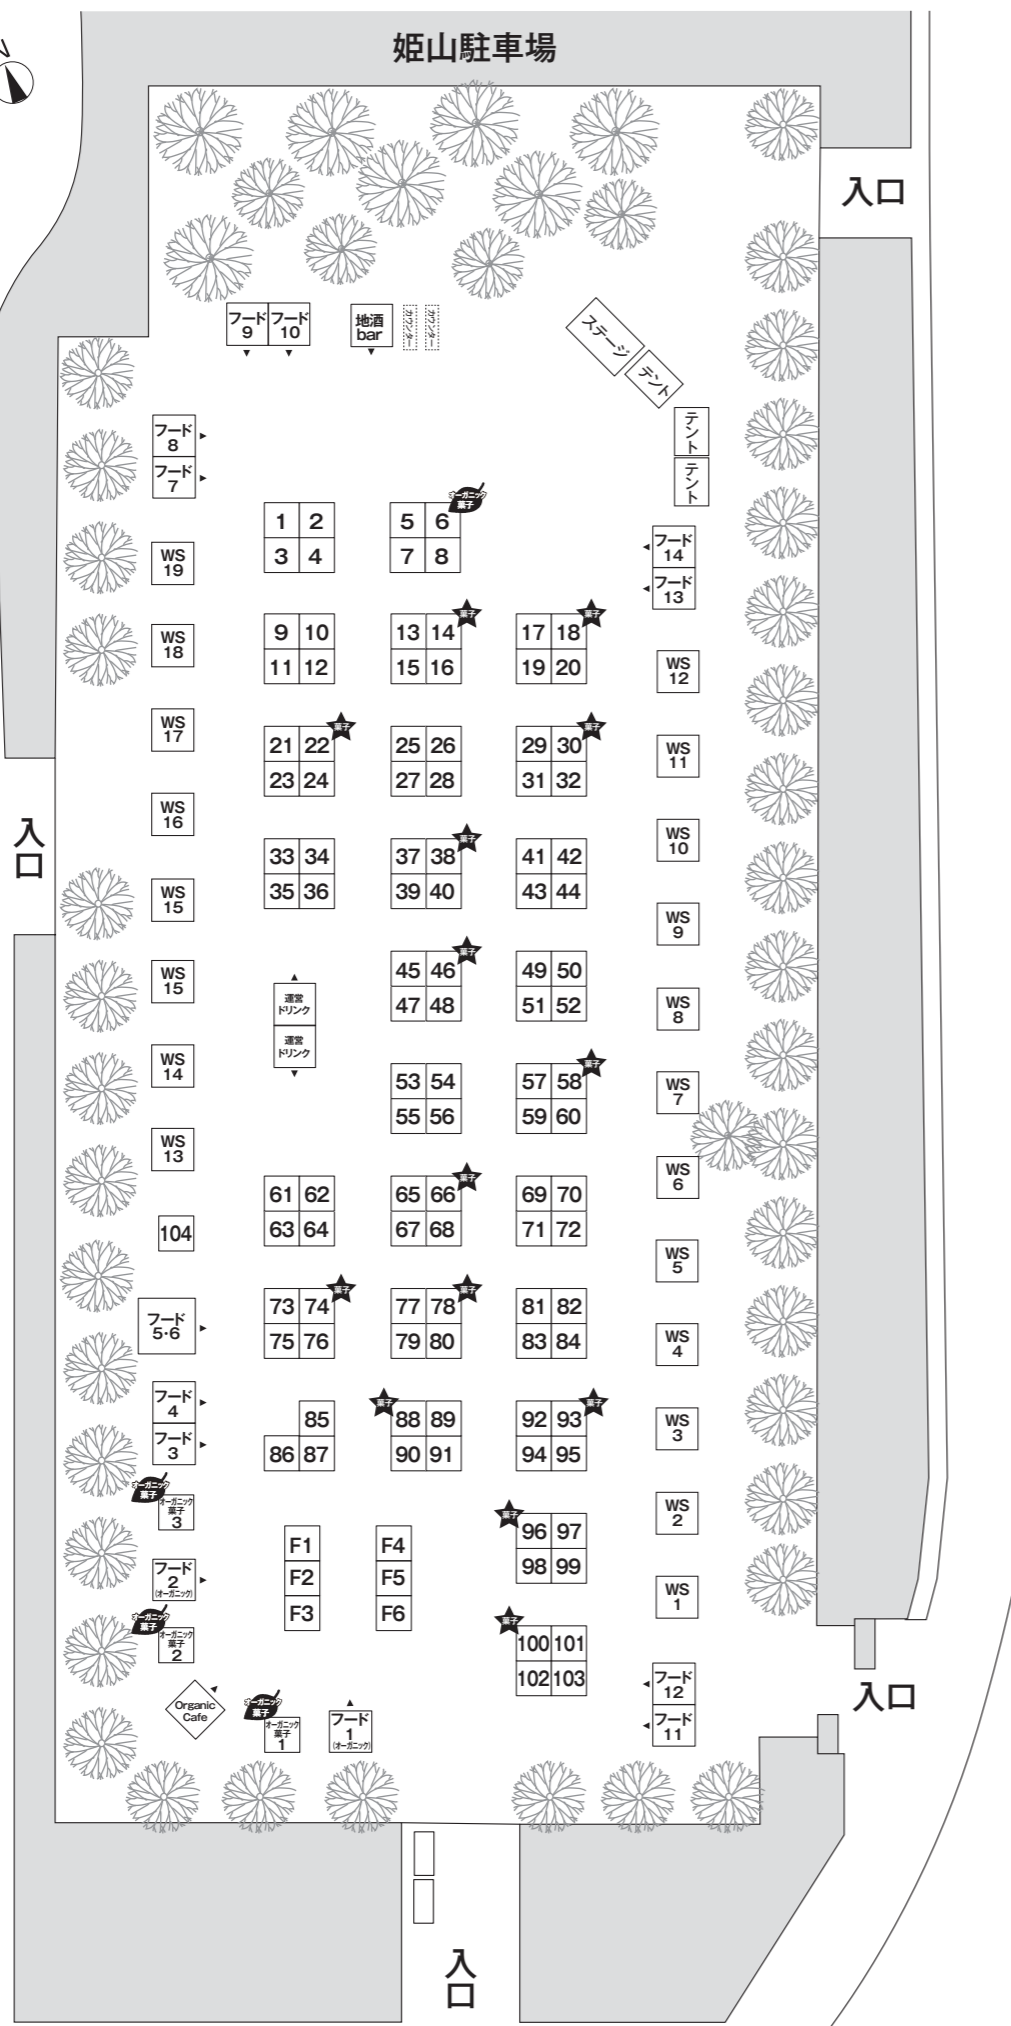 姫山駐車場
N
入口
フード
9
フード
10
地酒
bar
カウンター
カウンター
ステージ
テント
テント
テント
フード
8
フード
7
オーガニック
菓子
1 2
3 4
5 6
7 8
フード
14
フード
13
WS
19
菓子
菓子
9 10
11 12
13 14
15 16
17 18
19 20
WS
18
WS
12
菓子
菓子
21 22
23 24
25 26
27 28
29 30
31 32
WS
17
WS
11
入口
WS
16
WS
10
菓子
33 34
35 36
37 38
39 40
41 42
43 44
WS
15
WS
9
菓子
45 46
47 48
49 50
51 52
WS
15
WS
8
運営
ドリンク
運営
ドリンク
菓子
53 54
55 56
57 58
59 60
WS
14
WS
7
WS
13
WS
6
菓子
61 62
63 64
65 66
67 68
69 70
71 72
104
WS
5
菓子
菓子
73 74
75 76
77 78
79 80
81 82
83 84
フード
5・6
WS
4
菓子
菓子
85
86 87
88 89
90 91
92 93
94 95
フード
4
フード
3
WS
3
オーガニック
菓子
オーガニック
菓子
3
菓子
96 97
98 99
WS
2
F1
F2
F3
F4
F5
F6
フード
2
(オーガニック)
WS
1
オーガニック
菓子
オーガニック
菓子
2
菓子
100 101
102 103
フード
12
フード
11
入口
Organic
Cafe
オーガニック
菓子
オーガニック
菓子
1
フード
1
(オーガニック)
入口